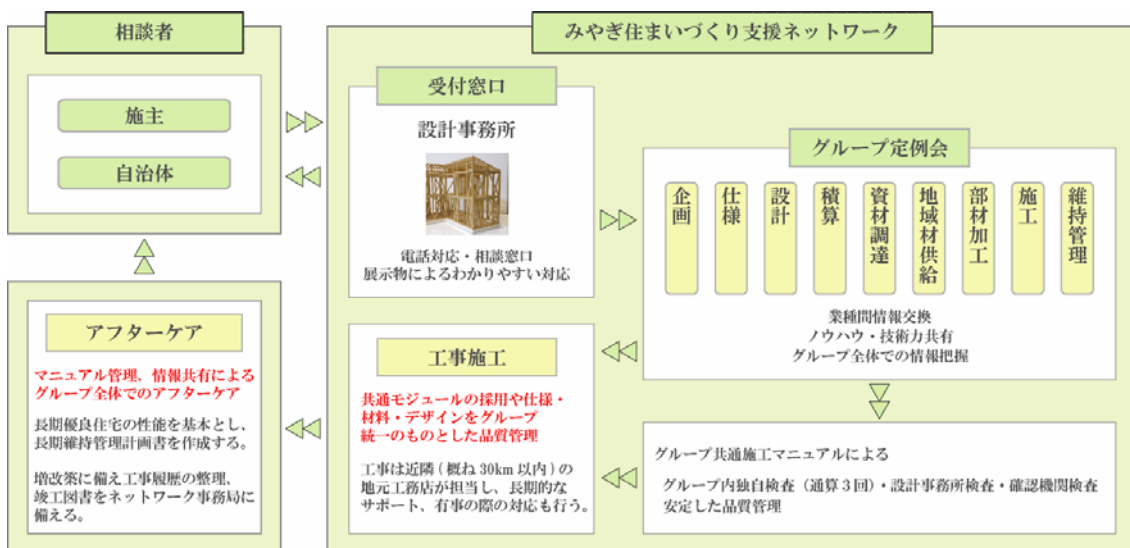 相談者
施主
自治体
みやぎ住まいづくり支援ネットワーク
受付窓口
設計事務所
電話対応・相談窓口
展示物によるわかりやすい対応
グループ定例会
企画
仕様
設計
積算
資材調達
地域材供給
部材加工
施工
維持管理
業種間情報交換
ノウハウ・技術力共有
グループ全体での情報把握
グループ共通施工マニュアルによる
グループ内独自検査（通算3回）・設計事務所検査・確認機関検査
安定した品質管理
工事施工
共通モジュールの採用や仕様・
材料・デザインをグループ
統一のものとした品質管理
工事は近隣(概ね30km以内)の
地元工務店が担当し、長期的な
サポート、有事の際の対応も行う。
アフターケア
マニュアル管理、情報共有による
グループ全体でのアフターケア
長期優良住宅の性能を基本とし、
長期維持管理計画書を作成する。
増改築に備え工事履歴の整理、
竣工図書をネットワーク事務局に
備える。